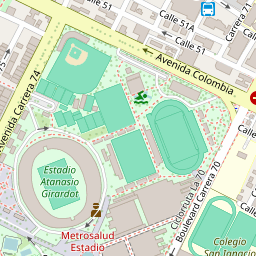 Calle 51A
Calle 51
Carrera 71
Calle 51
Avenida Colombia
Avenida Carrera 74
Estadio
Atanasio
Girardot
Metrosalud
Estadio
Ciclorruta La 70
Boulevard Carrera 70
Colegio
San Ignacio